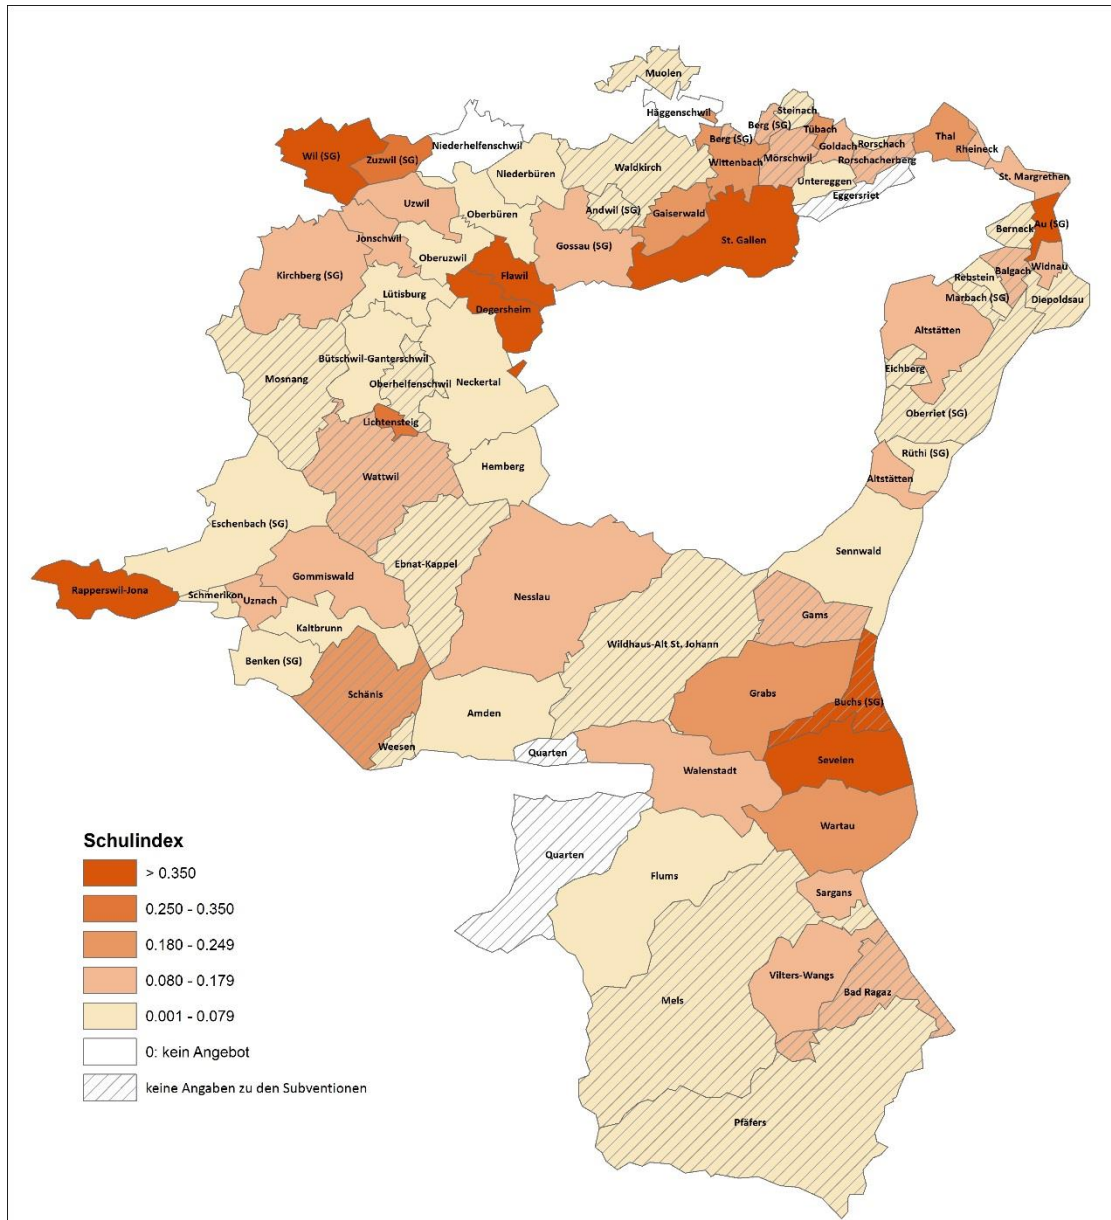 Muolen
Häggenschwil
Steinach
Berg (SG)
Tübach
Niederhelfenschwil
Wil (SG)
Zuzwil (SG)
Berg (SG)
Goldach
Rorschach
Thal
Rheineck
Waldkirch
Wittenbach
Mörschwil
Rorschacherberg
Niederbüren
Untereggen
St. Margrethen
Eggersriet
Uzwil
Oberbüren
Andwil (SG)
Gaiserwald
Au (SG)
Berneck
St. Gallen
Jonschwil
Gossau (SG)
Oberuzwil
Kirchberg (SG)
Flawil
Balgach
Widnau
Rebstein
Lütisburg
Marbach (SG)
Diepoldsau
Degersheim
Altstätten
Bütschwil-Ganterschwil
Mosnang
Oberhelfenschwil
Neckertal
Eichberg
Lichtensteig
Oberriet (SG)
Rüthi (SG)
Hemberg
Wattwil
Altstätten
Eschenbach (SG)
Sennwald
Ebnat-Kappel
Gommiswald
Rapperswil-Jona
Schmerikon
Uznach
Nesslau
Gams
Kaltbrunn
Wildhaus-Alt St. Johann
Benken (SG)
Schänis
Grabs
Buchs (SG)
Amden
Weesen
Quarten
Sevelen
Walenstadt
Wartau
Quarten
Flums
Sargans
Vilters-Wangs
Bad Ragaz
Mels
Pfäfers
Schulindex
> 0.350
0.250 - 0.350
0.180 - 0.249
0.080 - 0.179
0.001 - 0.079
0: kein Angebot
keine Angaben zu den Subventionen